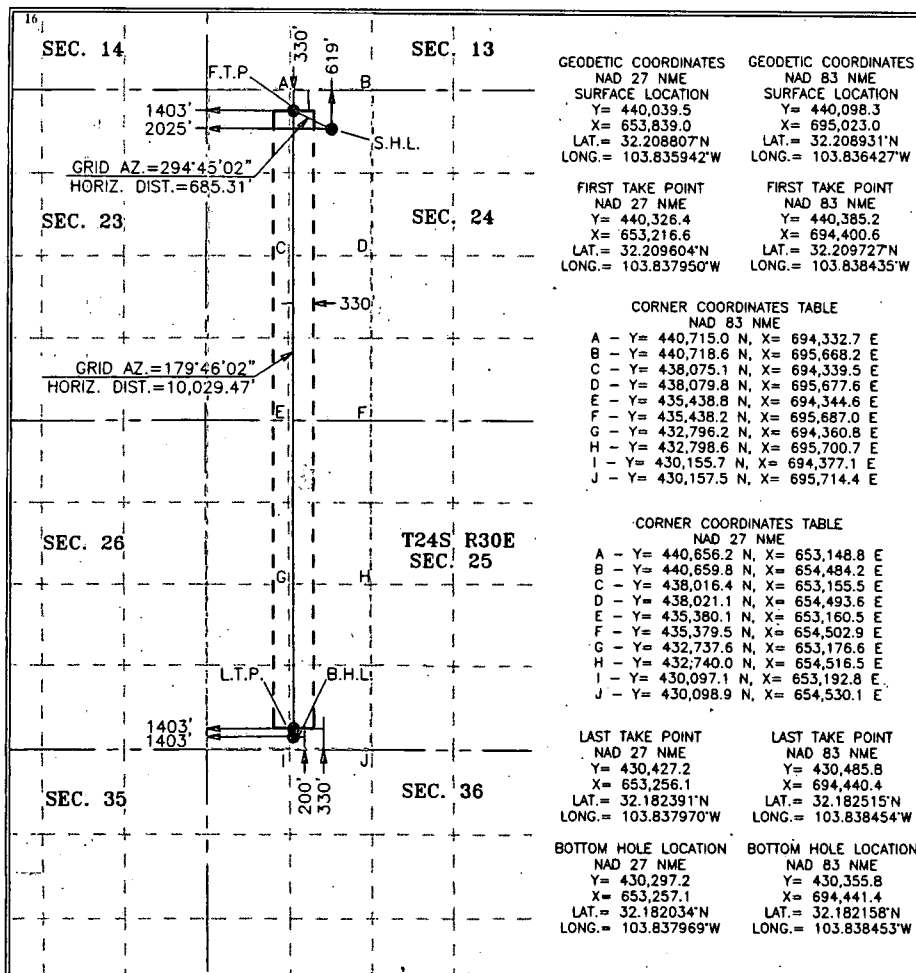 16
SEC. 14
SEC. 13
330'
619'
F.T.P.
A
B
1403'
2025'
S.H.L.
GRID AZ.=294°45'02"
HORIZ. DIST.=685.31'
SEC. 23
SEC. 24
C
D
330'
GRID AZ.=179°46'02"
HORIZ. DIST.=10,029.47'
E
F
SEC. 26
T24S R30E
SEC. 25
G
H
L.T.P.
B.H.L.
1403'
1403'
I
J
200'
330'
SEC. 35
SEC. 36
GEODETIC COORDINATES
NAD 27 NME
SURFACE LOCATION
Y= 440,039.5
X= 653,839.0
LAT.= 32.208807°N
LONG.= 103.835942°W
GEODETIC COORDINATES
NAD 83 NME
SURFACE LOCATION
Y= 440,098.3
X= 695,023.0
LAT.= 32.208931°N
LONG.= 103.836427°W
FIRST TAKE POINT
NAD 27 NME
Y= 440,326.4
X= 653,216.6
LAT.= 32.209604°N
LONG.= 103.837950°W
FIRST TAKE POINT
NAD 83 NME
Y= 440,385.2
X= 694,400.6
LAT.= 32.209727°N
LONG.= 103.838435°W
CORNER COORDINATES TABLE
NAD 83 NME
A - Y= 440,715.0 N, X= 694,332.7 E
B - Y= 440,718.6 N, X= 695,668.2 E
C - Y= 438,075.1 N, X= 694,339.5 E
D - Y= 438,079.8 N, X= 695,677.6 E
E - Y= 435,438.8 N, X= 694,344.6 E
F - Y= 435,438.2 N, X= 695,687.0 E
G - Y= 432,796.2 N, X= 694,360.8 E
H - Y= 432,798.6 N, X= 695,700.7 E
I - Y= 430,155.7 N, X= 694,377.1 E
J - Y= 430,157.5 N, X= 695,714.4 E
CORNER COORDINATES TABLE
NAD 27 NME
A - Y= 440,656.2 N, X= 653,148.8 E
B - Y= 440,659.8 N, X= 654,484.2 E
C - Y= 438,016.4 N, X= 653,155.5 E
D - Y= 438,021.1 N, X= 654,493.6 E
E - Y= 435,380.1 N, X= 653,160.5 E
F - Y= 435,379.5 N, X= 654,502.9 E
G - Y= 432,737.6 N, X= 653,176.6 E
H - Y= 432,740.0 N, X= 654,516.5 E
I - Y= 430,097.1 N, X= 653,192.8 E
J - Y= 430,098.9 N, X= 654,530.1 E
LAST TAKE POINT
NAD 27 NME
Y= 430,427.2
X= 653,256.1
LAT.= 32.182391°N
LONG.= 103.837970°W
LAST TAKE POINT
NAD 83 NME
Y= 430,485.8
X= 694,440.4
LAT.= 32.182515°N
LONG.= 103.838454°W
BOTTOM HOLE LOCATION
NAD 27 NME
Y= 430,297.2
X= 653,257.1
LAT.= 32.182034°N
LONG.= 103.837969°W
BOTTOM HOLE LOCATION
NAD 83 NME
Y= 430,355.8
X= 694,441.4
LAT.= 32.182158°N
LONG.= 103.838453°W